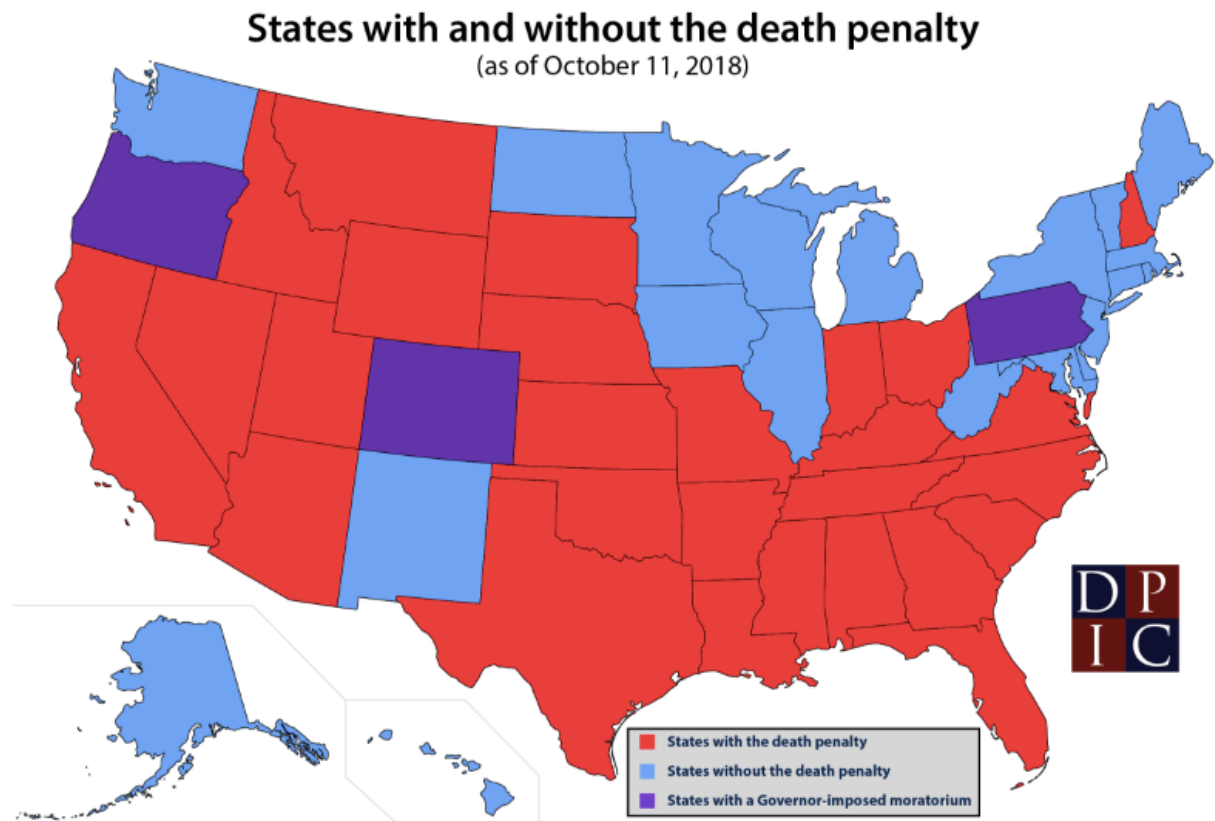 States with and without the death penalty
(as of October 11, 2018)
D P
I C
States with the death penalty
States without the death penalty
States with a Governor-imposed moratorium